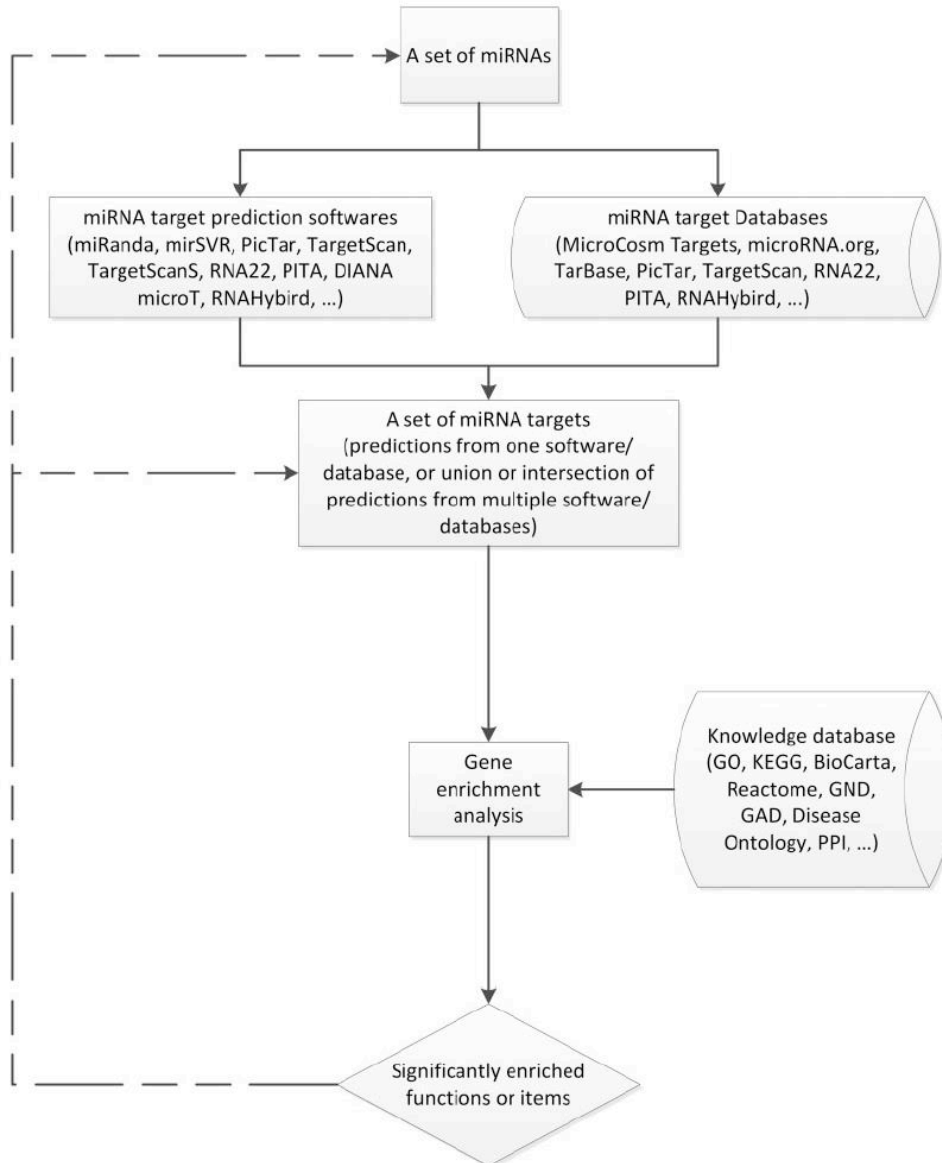 A set of miRNAs
miRNA target prediction softwares
(miRanda, mirSVR, PicTar, TargetScan,
TargetScanS, RNA22, PITA, DIANA
microT, RNAHybird, ...)
miRNA target Databases
(MicroCosm Targets, microRNA.org,
TarBase, PicTar, TargetScan, RNA22,
PITA, RNAHybird, ...)
A set of miRNA targets
(predictions from one software/
database, or union or intersection of
predictions from multiple software/
databases)
Gene
enrichment
analysis
Knowledge database
(GO, KEGG, BioCarta,
Reactome, GND,
GAD, Disease
Ontology, PPI, ...)
Significantly enriched
functions or items